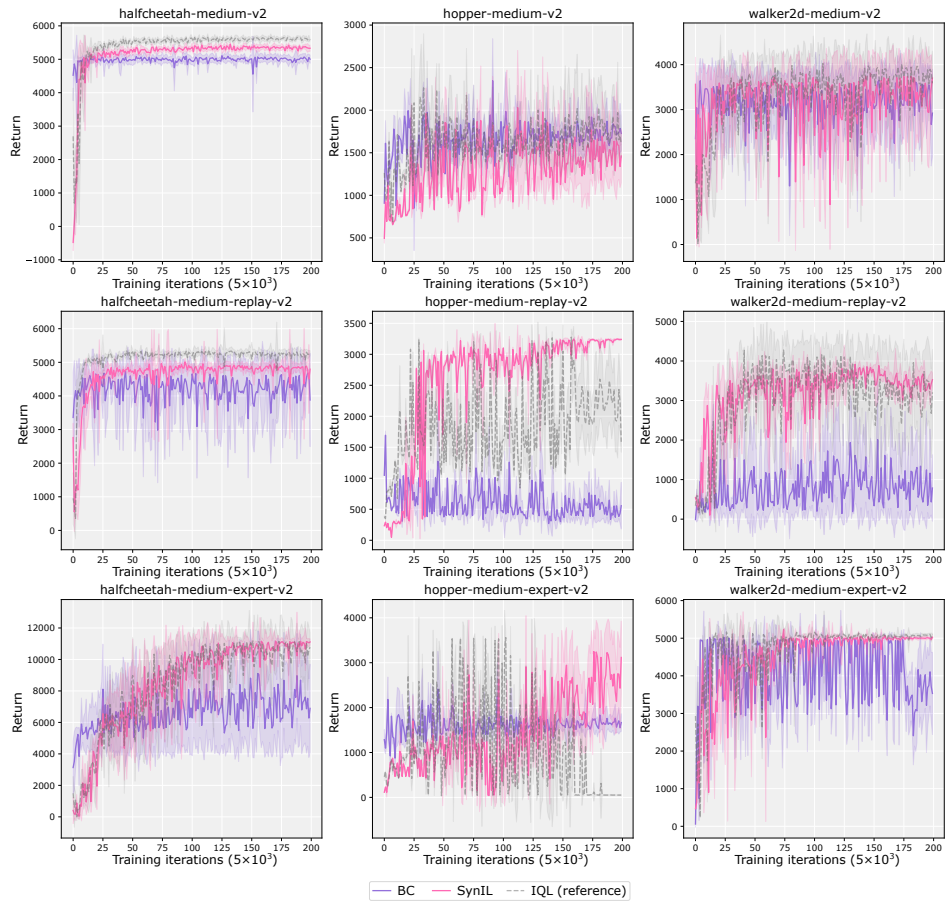 halfcheetah-medium-v2
hopper-medium-v2
walker2d-medium-v2
Return
6000
5000
4000
3000
2000
1000
0
−1000
0 25 50 75 100 125 150 175 200
Training iterations (5×10³)
Return
3000
2500
2000
1500
1000
500
0 25 50 75 100 125 150 175 200
Training iterations (5×10³)
Return
4000
3000
2000
1000
0
0 25 50 75 100 125 150 175 200
Training iterations (5×10³)
halfcheetah-medium-replay-v2
hopper-medium-replay-v2
walker2d-medium-replay-v2
Return
6000
5000
4000
3000
2000
1000
0
0 25 50 75 100 125 150 175 200
Training iterations (5×10³)
Return
3500
3000
2500
2000
1500
1000
500
0
0 25 50 75 100 125 150 175 200
Training iterations (5×10³)
Return
5000
4000
3000
2000
1000
0
0 25 50 75 100 125 150 175 200
Training iterations (5×10³)
halfcheetah-medium-expert-v2
hopper-medium-expert-v2
walker2d-medium-expert-v2
Return
12000
10000
8000
6000
4000
2000
0
0 25 50 75 100 125 150 175 200
Training iterations (5×10³)
Return
4000
3000
2000
1000
0
0 25 50 75 100 125 150 175 200
Training iterations (5×10³)
Return
6000
5000
4000
3000
2000
1000
0
0 25 50 75 100 125 150 175 200
Training iterations (5×10³)
BC SynIL IQL (reference)